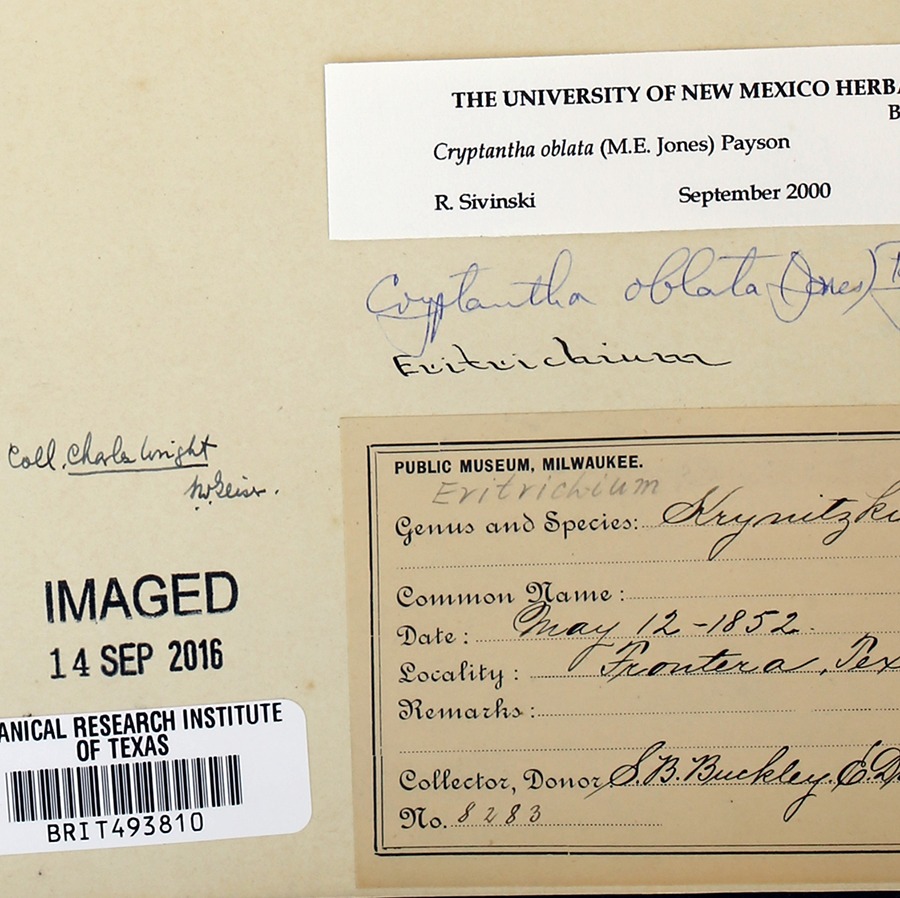 THE UNIVERSITY OF NEW MEXICO HERBA
B
Cryptantha oblata (M.E. Jones) Payson
R. Sivinski September 2000
Cryptantha oblata (Jones)
Eritrichium
Coll. Charles Wright
IMAGED
14 SEP 2016
ANICAL RESEARCH INSTITUTE
OF TEXAS
BRIT493810
PUBLIC MUSEUM, MILWAUKEE.
Eritrichium
Genus and Species: Krynitzki
Common Name:
Date: May 12-1852.
Locality: Frontera, Tex
Remarks:
Collector, Donor S.B. Buckley. E.D
No. 8283